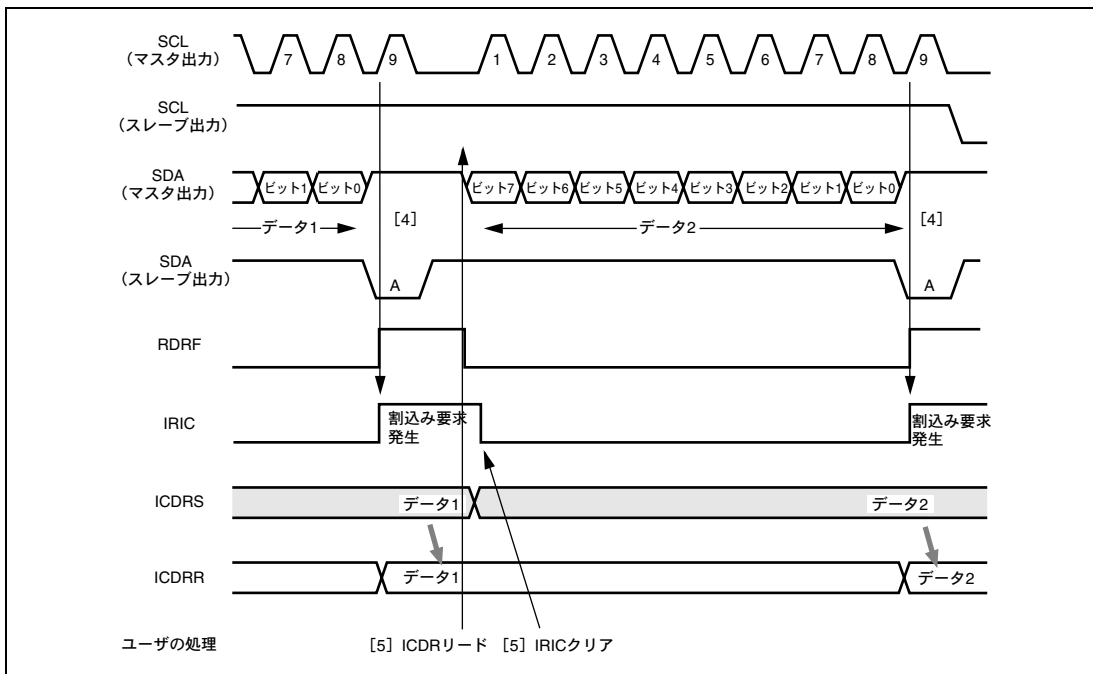 SCL
（マスタ出力）
7 8 9 1 2 3 4 5 6 7 8 9
SCL
（スレーブ出力）
SDA
（マスタ出力）
ビット1 ビット0 ビット7 ビット6 ビット5 ビット4 ビット3 ビット2 ビット1 ビット0
データ1 [4] データ2 [4]
SDA
（スレーブ出力）
A A
RDRF
IRIC
割込み要求
発生
割込み要求
発生
ICDRS
データ1 データ2
ICDRR
データ1 データ2
ユーザの処理
[5] ICDRリード [5] IRICクリア